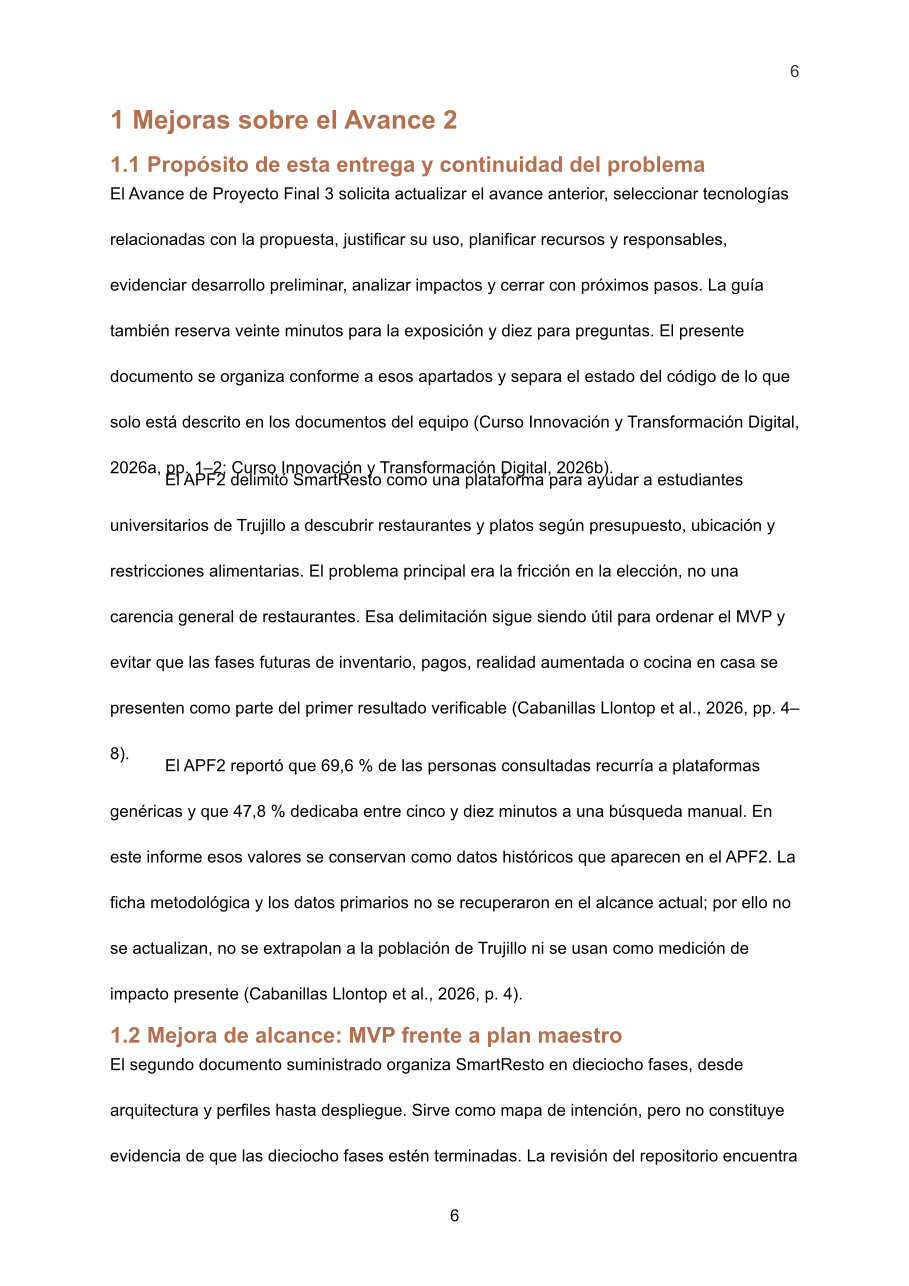 6
1 Mejoras sobre el Avance 2
1.1 Propósito de esta entrega y continuidad del problema
El Avance de Proyecto Final 3 solicita actualizar el avance anterior, seleccionar tecnologías
relacionadas con la propuesta, justificar su uso, planificar recursos y responsables,
evidenciar desarrollo preliminar, analizar impactos y cerrar con próximos pasos. La guía
también reserva veinte minutos para la exposición y diez para preguntas. El presente
documento se organiza conforme a esos apartados y separa el estado del código de lo que
solo está descrito en los documentos del equipo (Curso Innovación y Transformación Digital,
2026a, pp. 1–2; Curso Innovación y Transformación Digital, 2026b).
El APF2 delimitó SmartResto como una plataforma para ayudar a estudiantes
universitarios de Trujillo a descubrir restaurantes y platos según presupuesto, ubicación y
restricciones alimentarias. El problema principal era la fricción en la elección, no una
carencia general de restaurantes. Esa delimitación sigue siendo útil para ordenar el MVP y
evitar que las fases futuras de inventario, pagos, realidad aumentada o cocina en casa se
presenten como parte del primer resultado verificable (Cabanillas Llontop et al., 2026, pp. 4–
8).
El APF2 reportó que 69,6 % de las personas consultadas recurría a plataformas
genéricas y que 47,8 % dedicaba entre cinco y diez minutos a una búsqueda manual. En
este informe esos valores se conservan como datos históricos que aparecen en el APF2. La
ficha metodológica y los datos primarios no se recuperaron en el alcance actual; por ello no
se actualizan, no se extrapolan a la población de Trujillo ni se usan como medición de
impacto presente (Cabanillas Llontop et al., 2026, p. 4).
1.2 Mejora de alcance: MVP frente a plan maestro
El segundo documento suministrado organiza SmartResto en dieciocho fases, desde
arquitectura y perfiles hasta despliegue. Sirve como mapa de intención, pero no constituye
evidencia de que las dieciocho fases estén terminadas. La revisión del repositorio encuentra
6